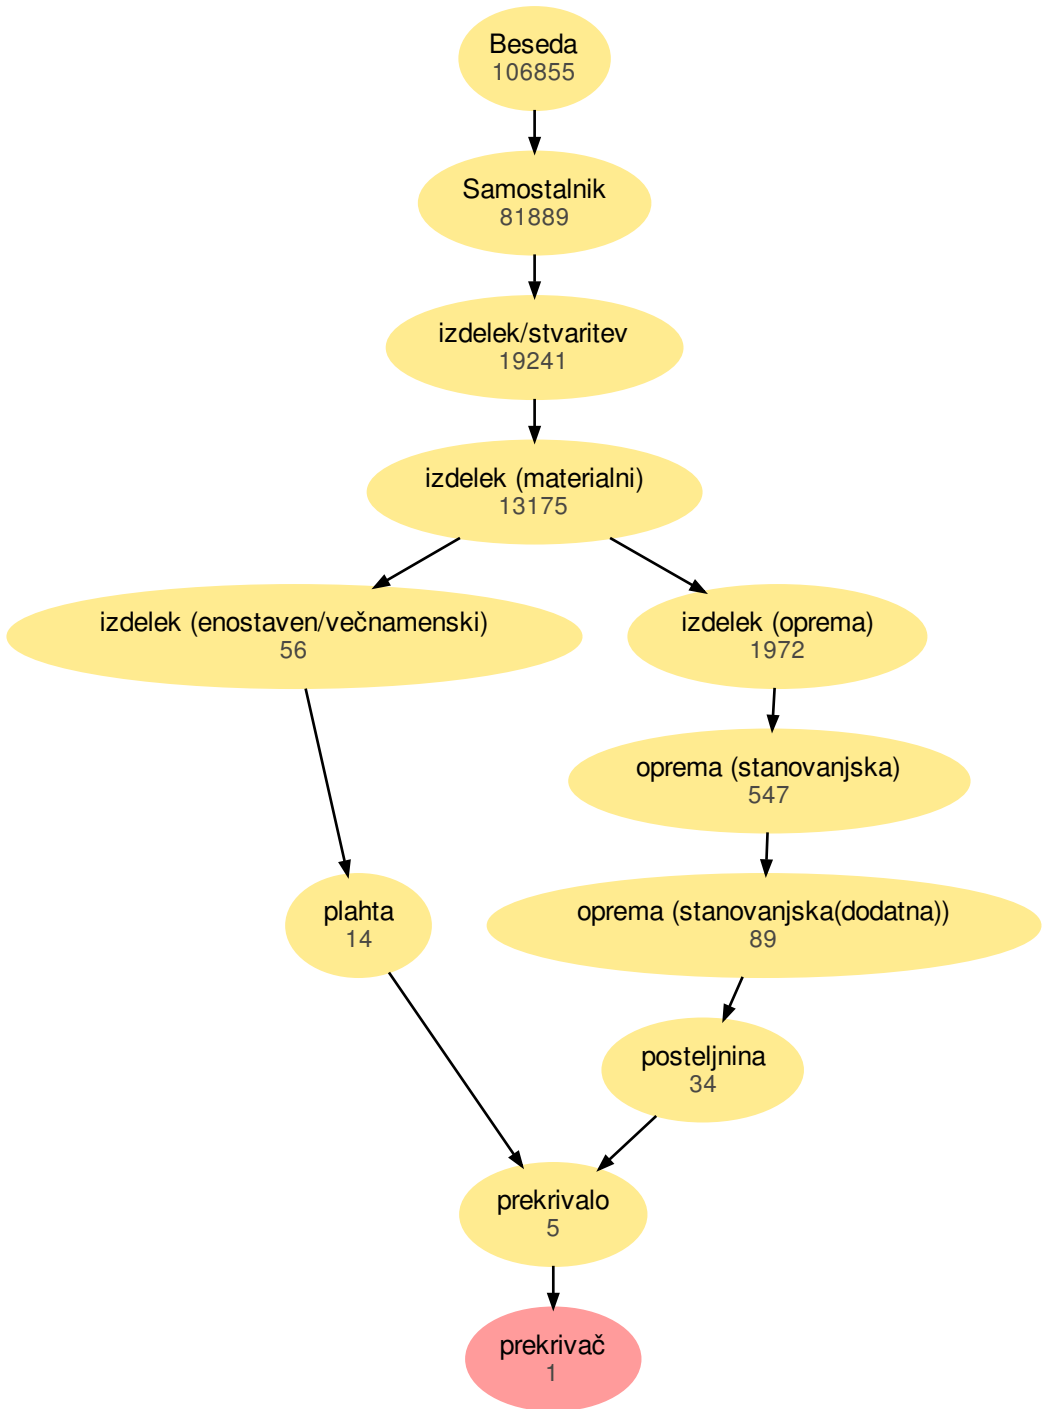 Beseda
106855
Samostalnik
81889
izdelek/stvaritev
19241
izdelek (materialni)
13175
izdelek (enostaven/večnamenski)
56
izdelek (oprema)
1972
oprema (stanovanjska)
547
plahta
14
oprema (stanovanjska(dodatna))
89
posteljnina
34
prekrivalo
5
prekrivač
1